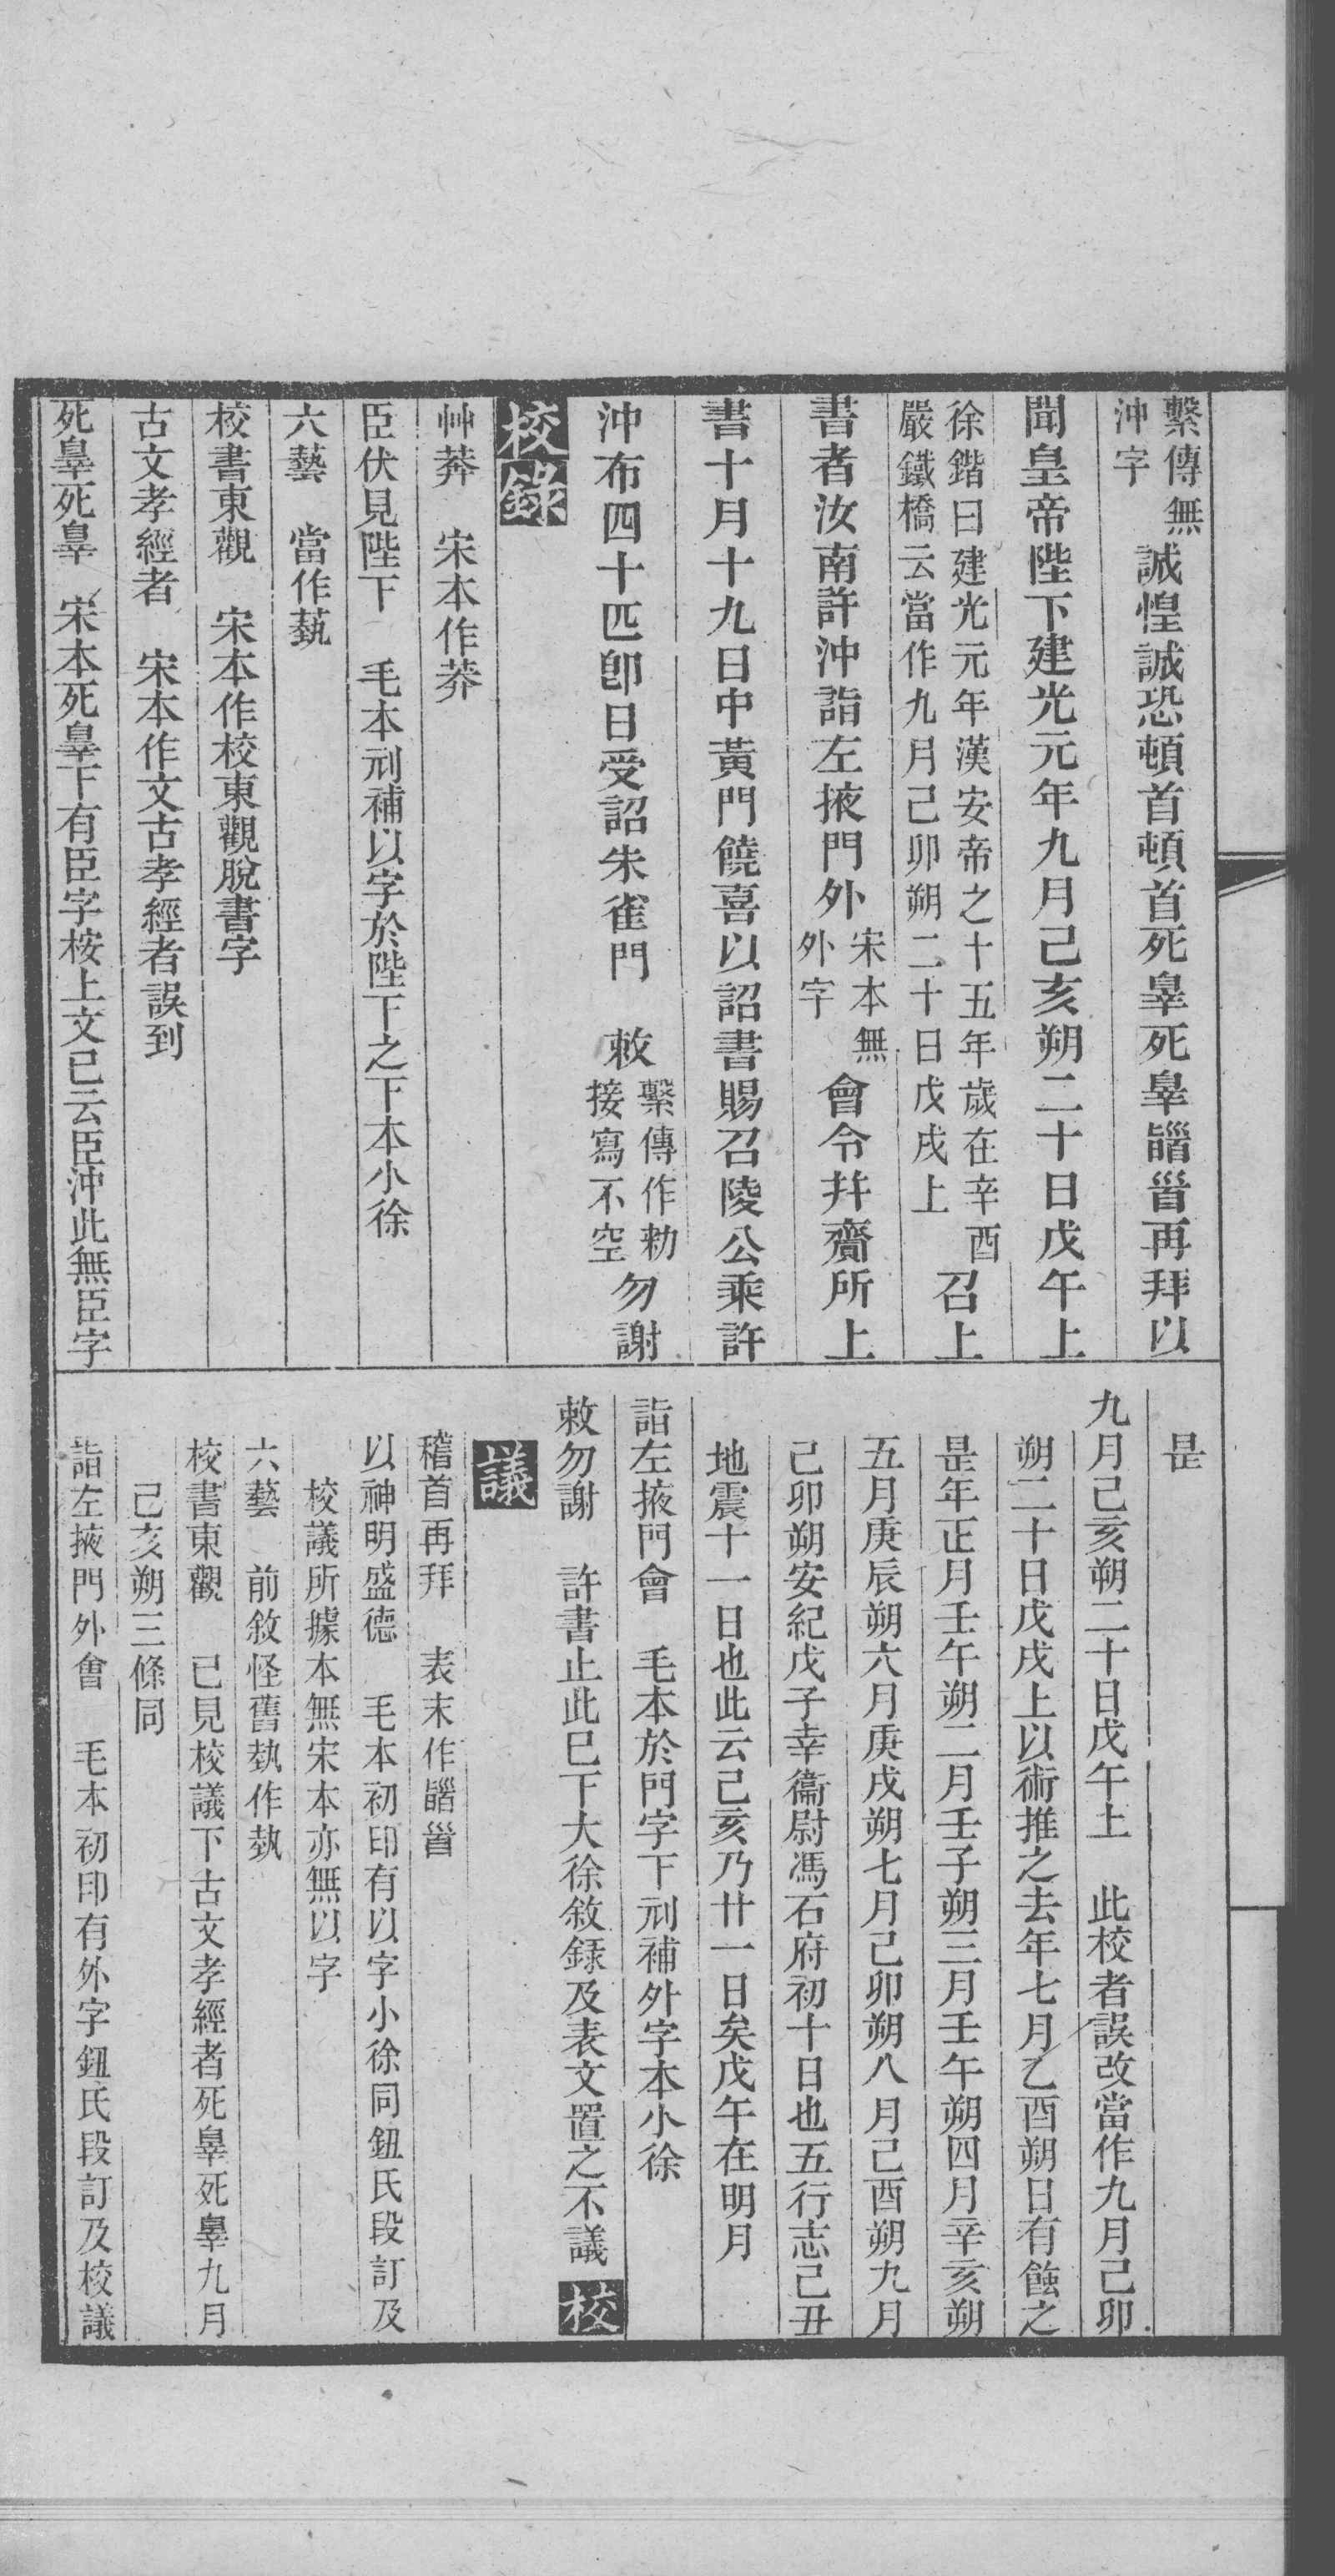 繫傳無
沖字
誠惶誠恐頓首頓首死辠死辠䭫𩠐再拜以
聞皇帝陛下建光元年九月己亥朔二十日戊午上
徐鍇曰建光元年漢安帝之十五年歲在辛酉
嚴鐵橋云當作九月己卯朔二十日戊戌上
召上
書者汝南許沖詣左掖門外
宋本無
外字
會令幷齎所上
書十月十九日中黃門饒喜以詔書賜召陵公乘許
沖布四十匹卽日受詔朱雀門 敕
繫傳作勑
接寫不空
勿謝
校錄
艸莽 宋本作莽
臣伏見陛下 毛本刓補以字於陛下之下本小徐
六藝 當作蓺
校書東觀 宋本作校東觀脫書字
古文孝經者 宋本作文古孝經者誤到
死辠死辠 宋本死辠下有臣字桉上文已云臣沖此無臣字
是
九月己亥朔二十日戊午上 此校者誤改當作九月己卯
朔二十日戊戌上以術推之去年七月乙酉朔日有蝕之
是年正月壬午朔二月壬子朔三月壬午朔四月辛亥朔
五月庚辰朔六月庚戌朔七月己卯朔八月己酉朔九月
己卯朔安紀戊子幸衞尉馮石府初十日也五行志己丑
地震十一日也此云己亥乃廿一日矣戊午在明月
詣左掖門會 毛本於門字下刓補外字本小徐
敕勿謝 許書止此已下大徐敘錄及表文置之不議
校
議
稽首再拜 表末作䭫𩠐
以神明盛德 毛本初印有以字小徐同鈕氏段訂及
校議所據本無宋本亦無以字
六藝 前敘怪舊埶作埶
校書東觀 已見校議下古文孝經者死辠死辠九月
己亥朔三條同
詣左掖門外會 毛本初印有外字鈕氏段訂及校議